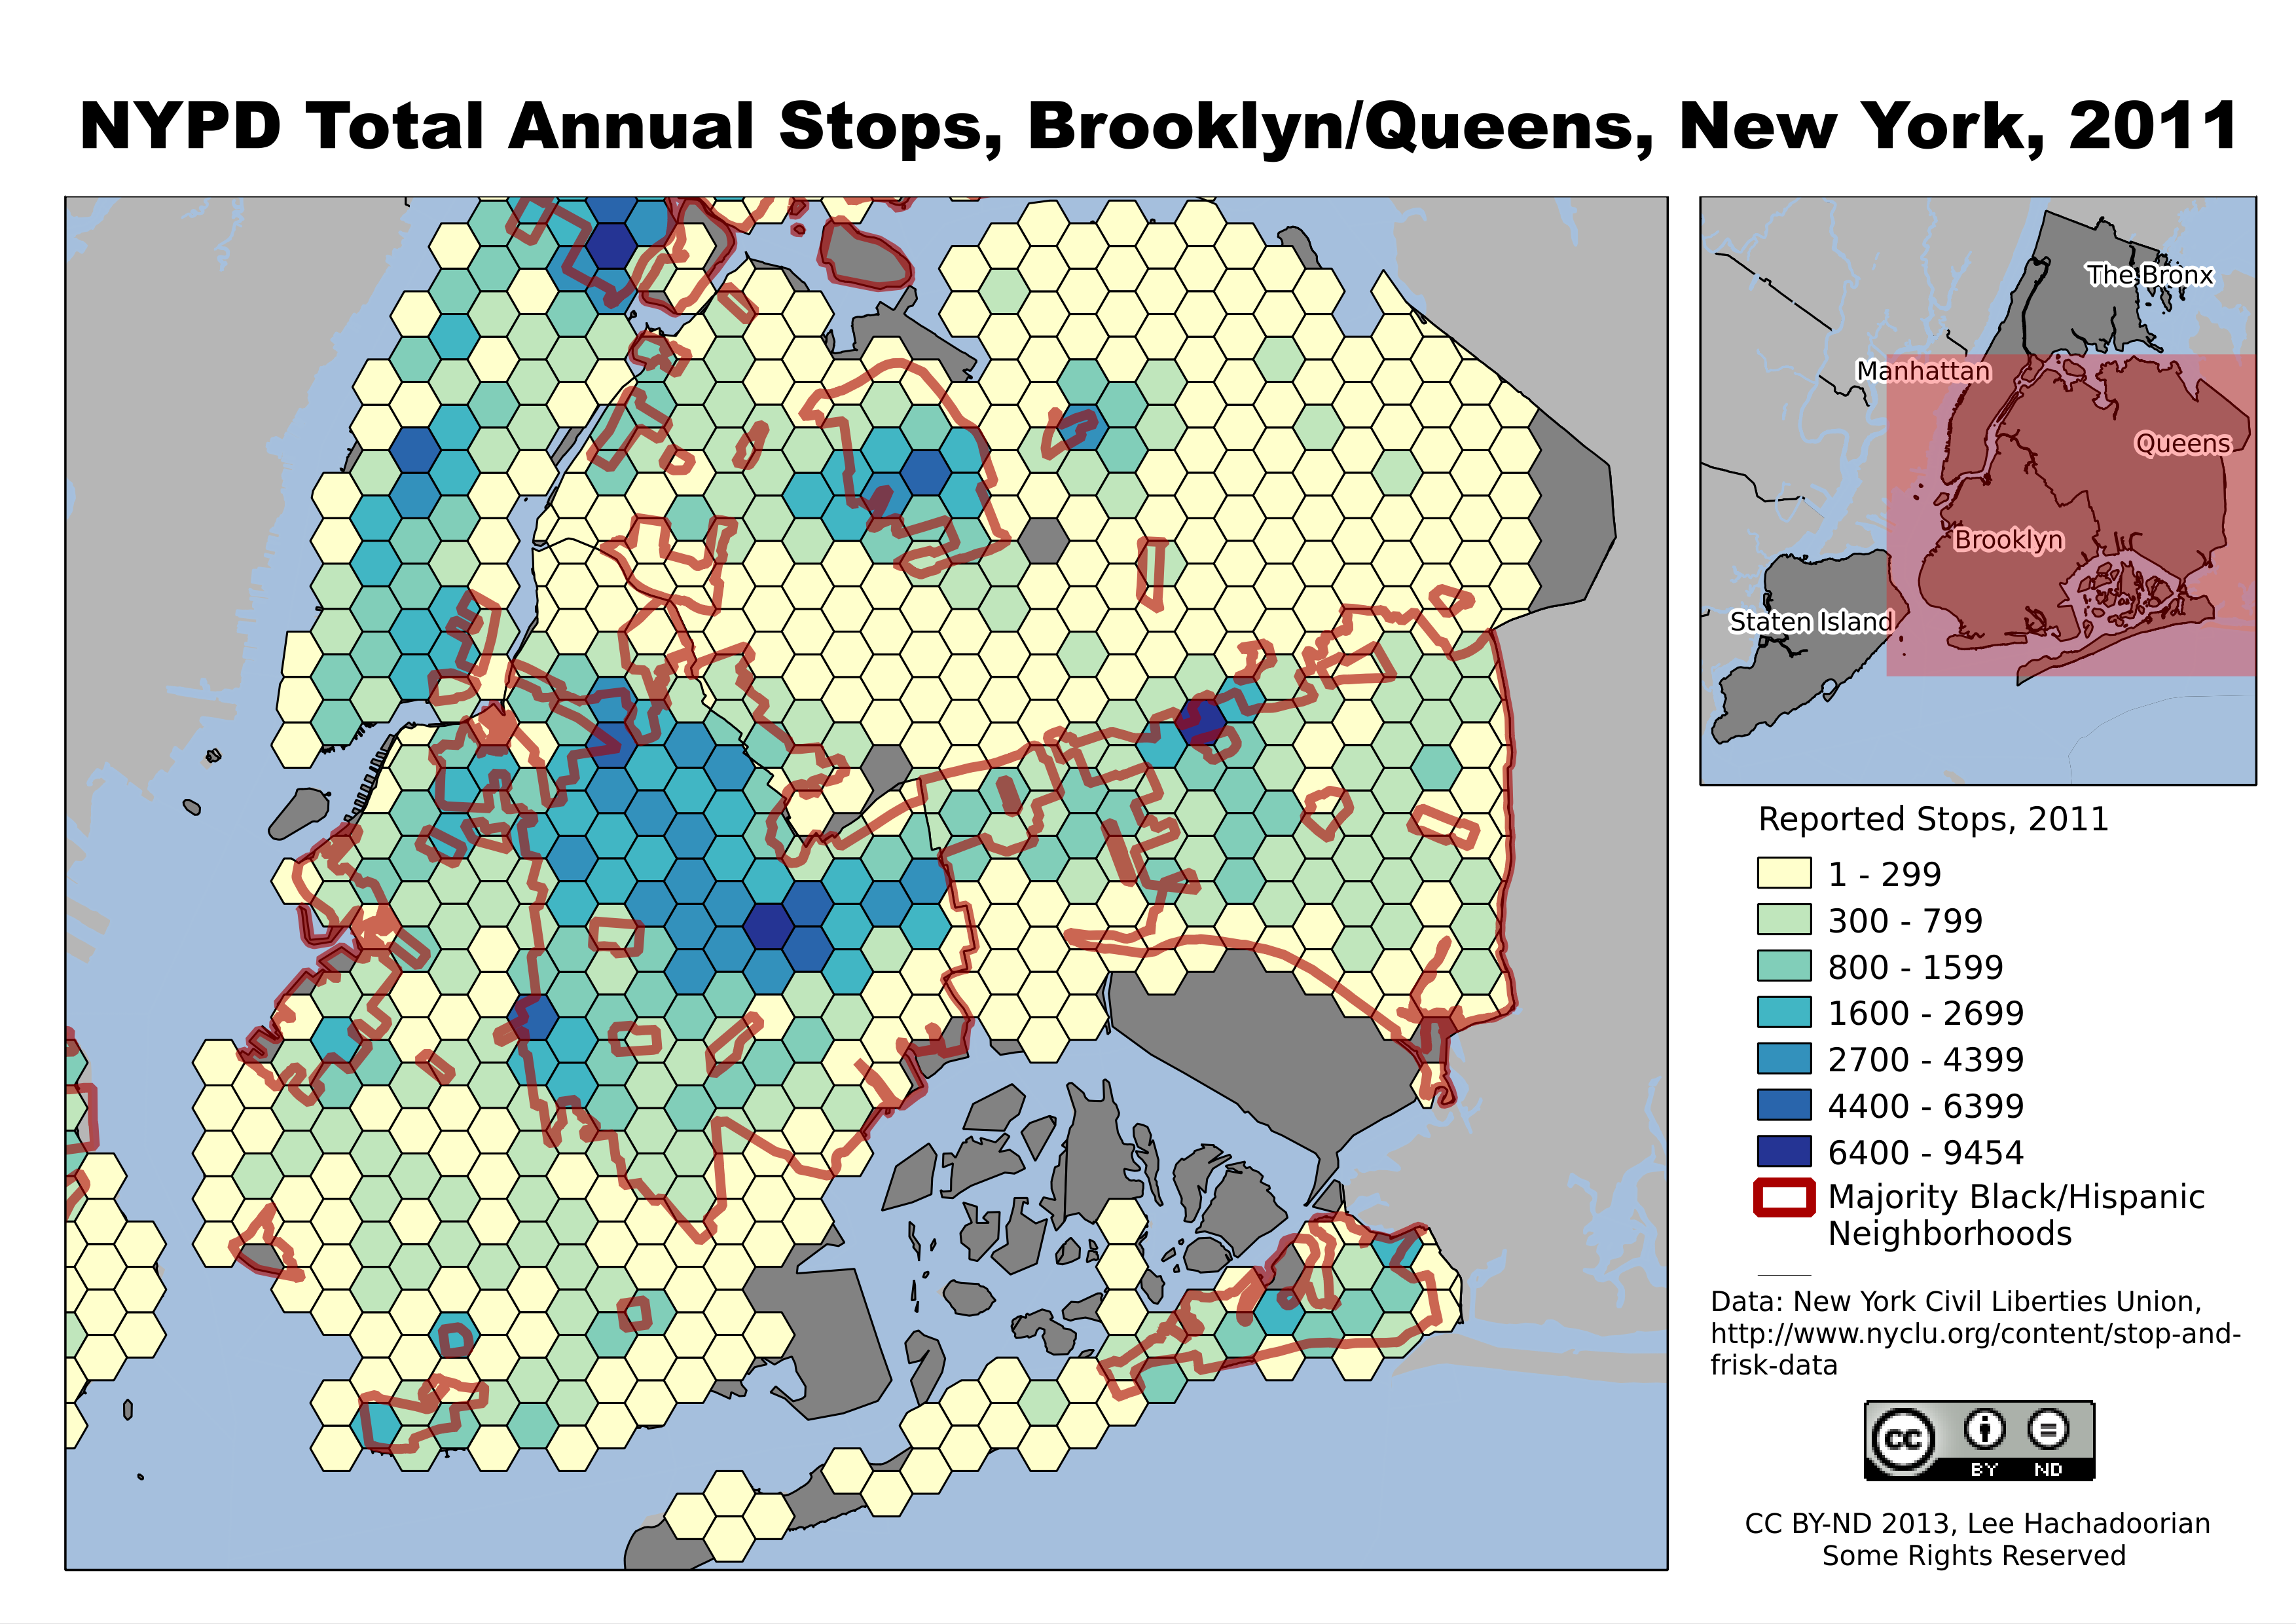 NYPD Total Annual Stops, Brooklyn/Queens, New York, 2011
The Bronx
Manhattan
Queens
Brooklyn
Staten Island
Reported Stops, 2011
1 - 299
300 - 799
800 - 1599
1600 - 2699
2700 - 4399
4400 - 6399
6400 - 9454
Majority Black/Hispanic
Neighborhoods
Data: New York Civil Liberties Union,
http://www.nyclu.org/content/stop-and-
frisk-data
cc
BY ND
CC BY-ND 2013, Lee Hachadoorian
Some Rights Reserved